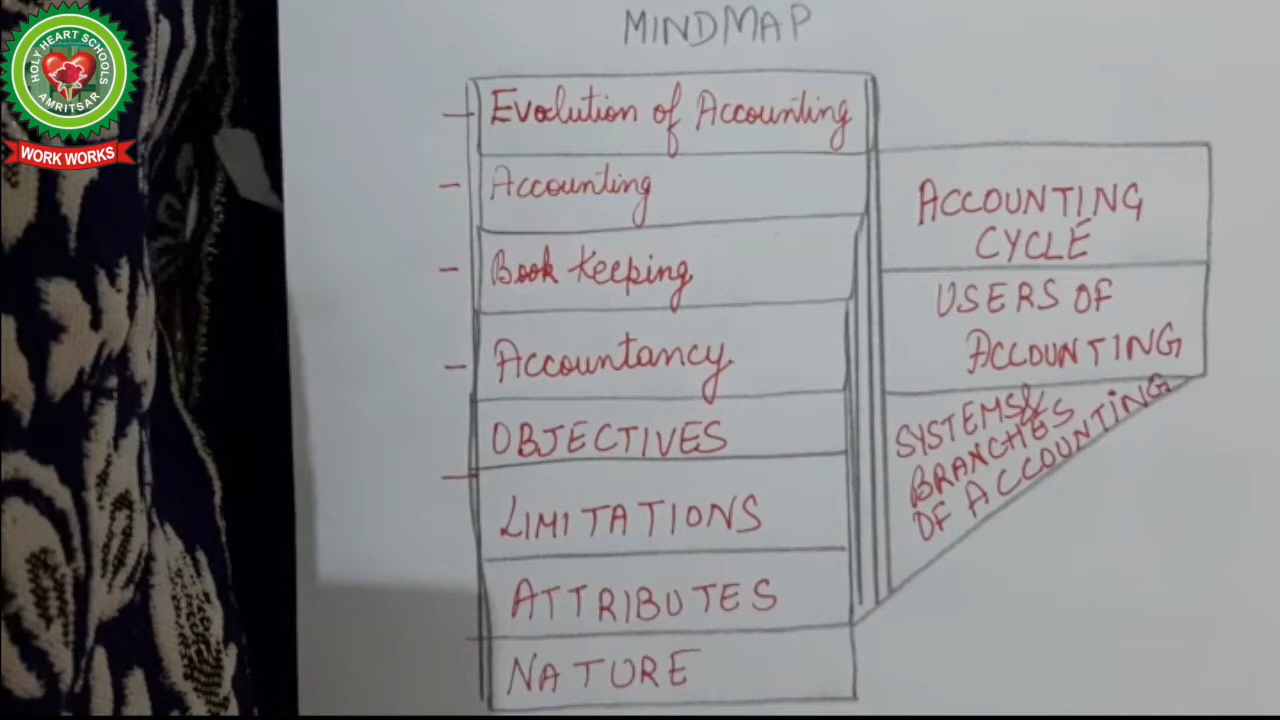 HOLY HEART SCHOOLS
AMRITSAR
WORK WORKS
MINDMAP
Evolution of Accounting
Accounting
Book Keeping
Accountancy
OBJECTIVES
LIMITATIONS
ATTRIBUTES
NATURE
ACCOUNTING
CYCLE
USERS OF
ACCOUNTING
SYSTEMS &
BRANCHES
OF ACCOUNTING